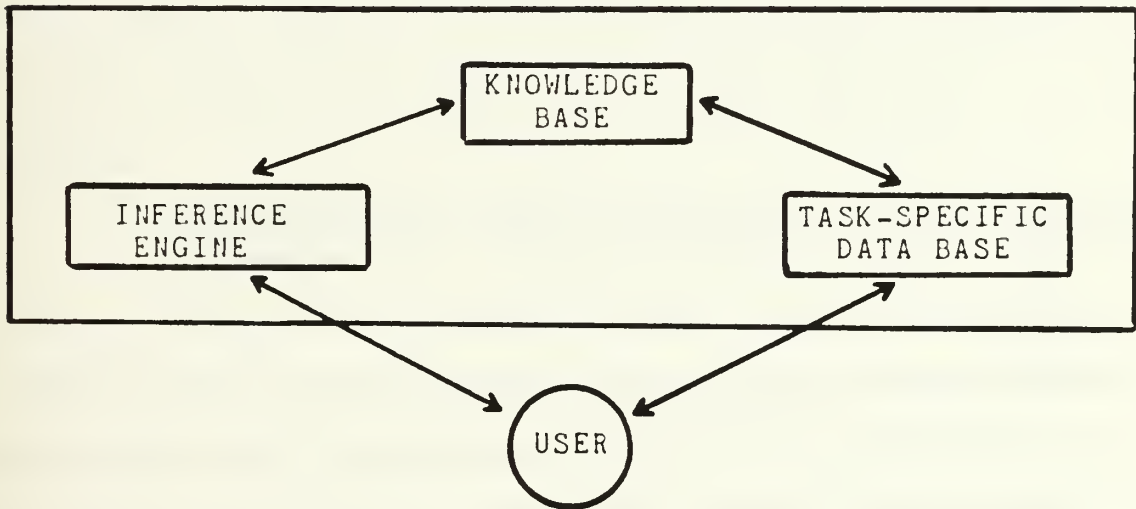 KNOWLEDGE
BASE
INFERENCE
ENGINE
TASK-SPECIFIC
DATA BASE
USER